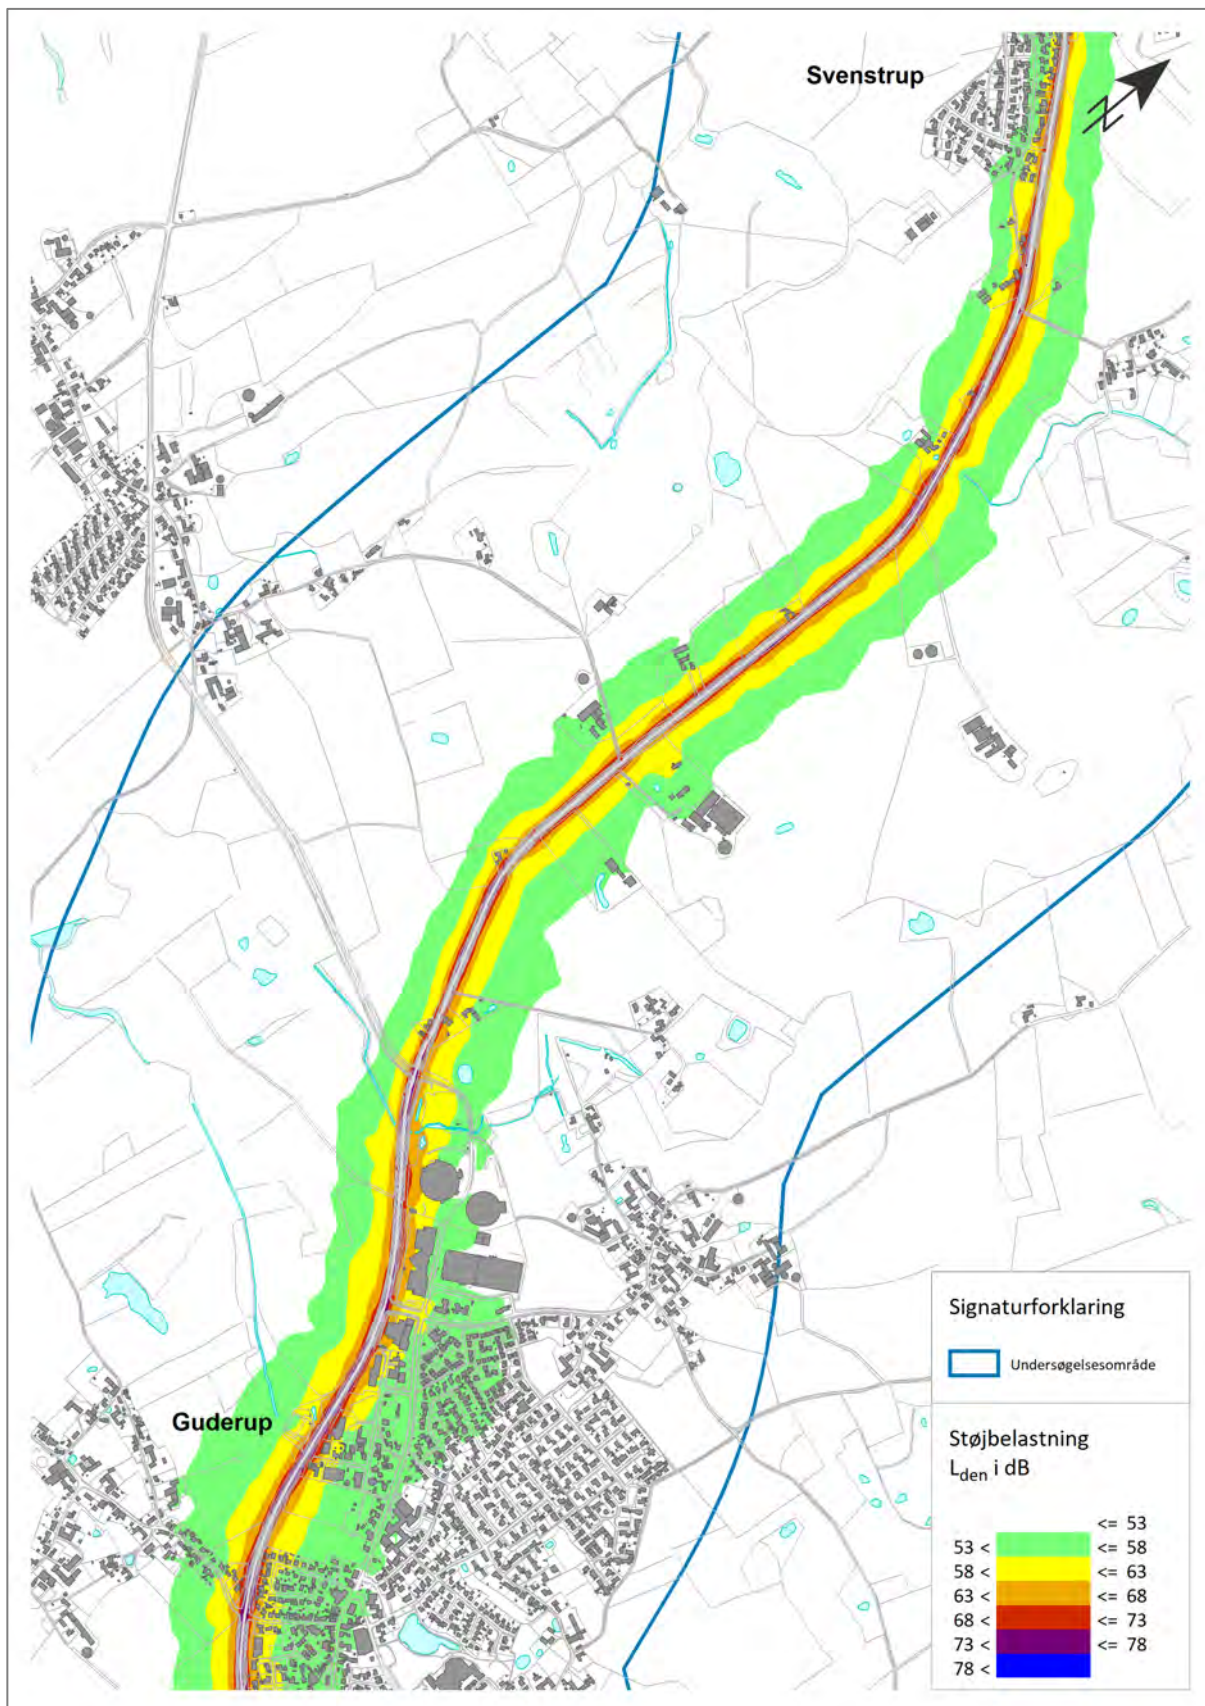 Svenstrup
Guderup
Signaturforklaring
Undersøgelsesområde
Støjbelastning
Lden i dB
<= 53
53 < <= 58
58 < <= 63
63 < <= 68
68 < <= 73
73 < <= 78
78 <